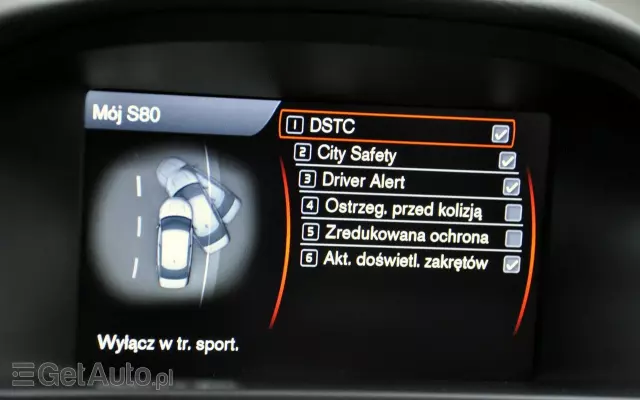 Mój S80
1 DSTC
2 City Safety
3 Driver Alert
4 Ostrzeg. przed kolizją
5 Zredukowana ochrona
6 Akt. doświetl. zakrętów
Wyłącz w tr. sport.
GetAuto.pl